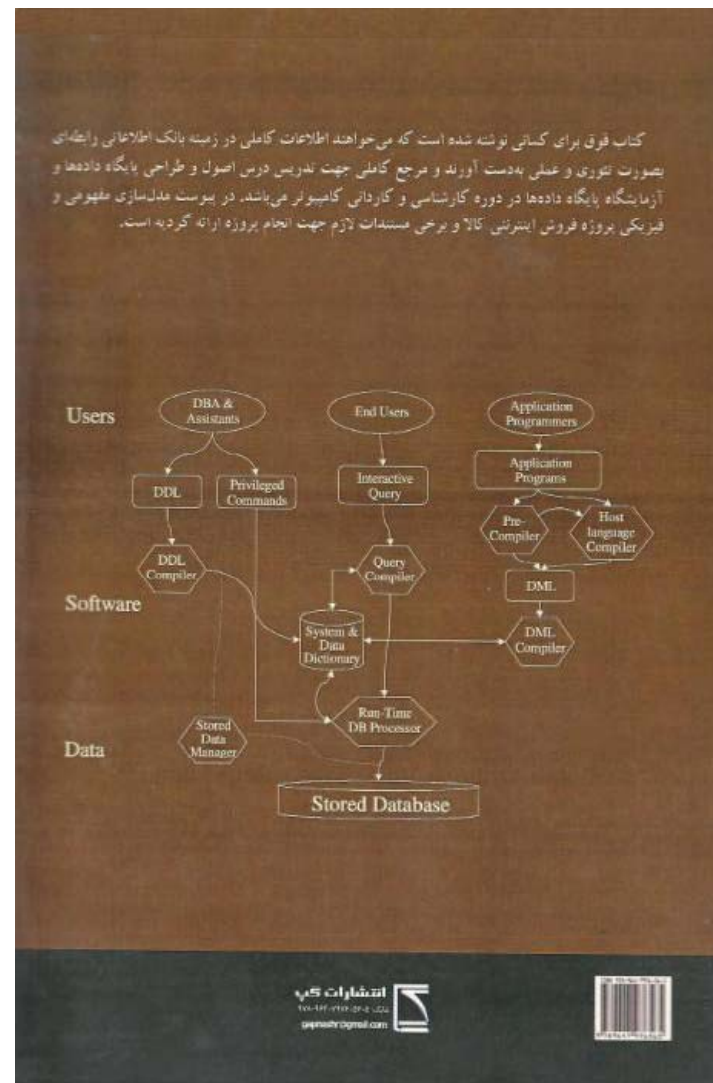 کتاب فوق برای کسانی نوشته شده است که می‌خواهند اطلاعات کاملی در زمینه بانک اطلاعاتی رابطه‌ای
بصورت تئوری و عملی به‌دست آورند و مرجع کاملی جهت تدریس درس اصول و طراحی پایگاه داده‌ها و
آزمایشگاه پایگاه داده‌ها در دوره کارشناسی و کاردانی کامپیوتر می‌باشد. در پیوست مدل‌سازی مفهومی و
فیزیکی پروژه فروش اینترنتی کالا و برخی مستندات لازم جهت انجام پروژه ارائه گردیده است.
Users
DBA &
Assistants
End Users
Application
Programmers
DDL
Privileged
Commands
Interactive
Query
Application
Programs
Pre-
Compiler
Host
language
Compiler
DDL
Compiler
Query
Compiler
DML
Software
System &
Data
Dictionary
DML
Compiler
Stored
Data
Manager
Run-Time
DB Processor
Data
Stored Database
انتشارات گپ